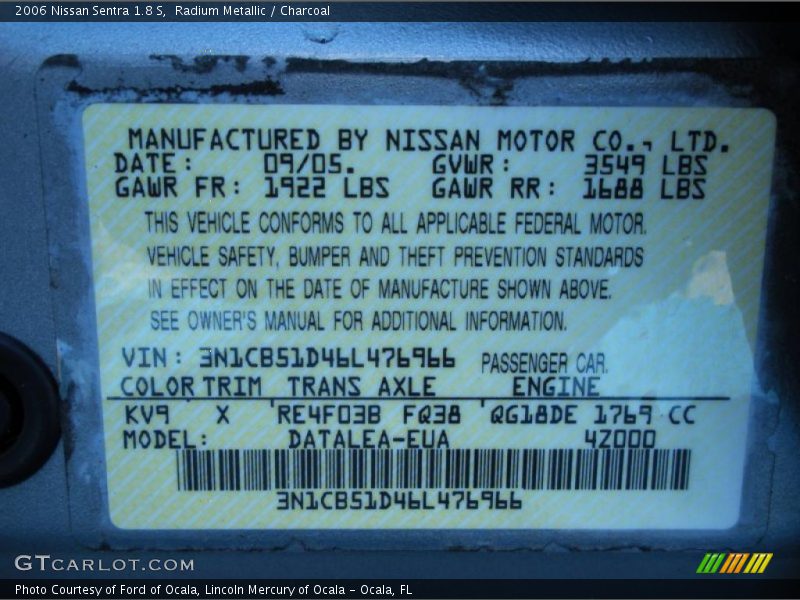 2006 Nissan Sentra 1.8 S,  Radium Metallic / Charcoal
MANUFACTURED BY NISSAN MOTOR CO., LTD.
DATE: 09/05. GVWR: 3549 LBS
GAWR FR: 1922 LBS GAWR RR: 1688 LBS
THIS VEHICLE CONFORMS TO ALL APPLICABLE FEDERAL MOTOR.
VEHICLE SAFETY, BUMPER AND THEFT PREVENTION STANDARDS
IN EFFECT ON THE DATE OF MANUFACTURE SHOWN ABOVE.
SEE OWNER'S MANUAL FOR ADDITIONAL INFORMATION.
VIN: 3N1CB51D46L476966 PASSENGER CAR.
COLOR TRIM TRANS AXLE ENGINE
KV9 X RE4F03B FQ38 QG18DE 1769 CC
MODEL: DATALEA-EUA 4Z000
3N1CB51D46L476966
GTCARLOT.COM
Photo Courtesy of Ford of Ocala, Lincoln Mercury of Ocala - Ocala, FL